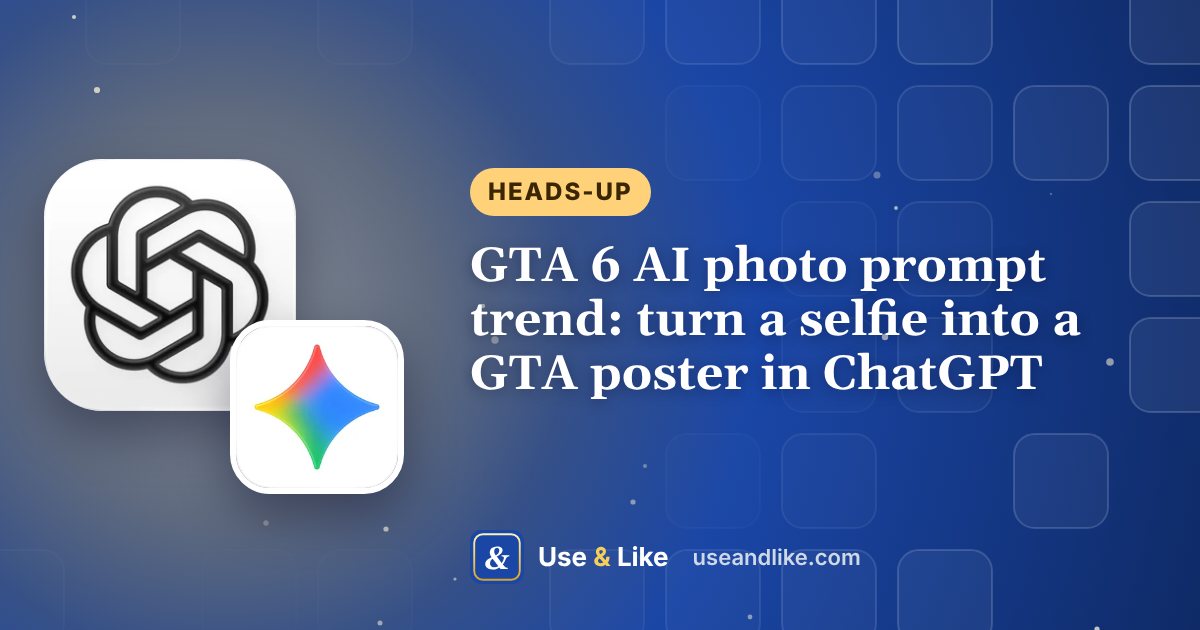 HEADS-UP
GTA 6 AI photo prompt
trend: turn a selfie into a
GTA poster in ChatGPT
& Use & Like useandlike.com